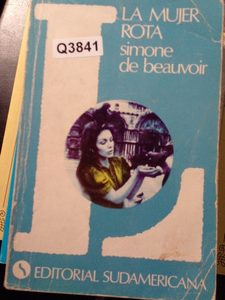 LA MUJER
ROTA
Q3841
simone
de beauvoir
EDITORIAL SUDAMERICANA